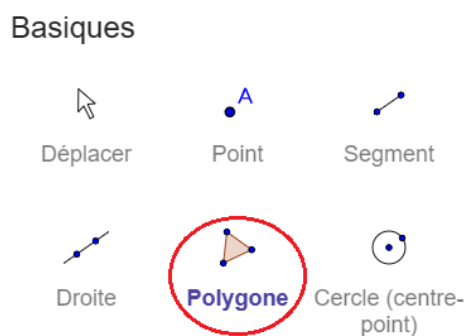 Basiques
A
Déplacer
Point
Segment
Droite
Polygone
Cercle (centre-
point)